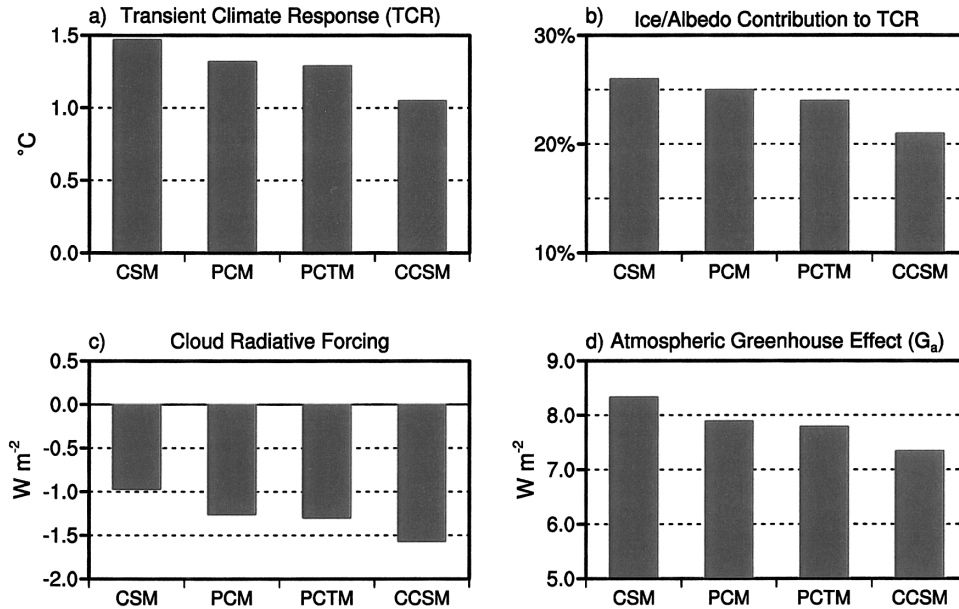 a) Transient Climate Response (TCR)
1.5
1.0
0.5
0.0
°C
CSM PCM PCTM CCSM
b) Ice/Albedo Contribution to TCR
30%
20%
10%
CSM PCM PCTM CCSM
c) Cloud Radiative Forcing
0.5
0.0
-0.5
-1.0
-1.5
-2.0
W m-2
CSM PCM PCTM CCSM
d) Atmospheric Greenhouse Effect (Ga)
9.0
8.0
7.0
6.0
5.0
W m-2
CSM PCM PCTM CCSM